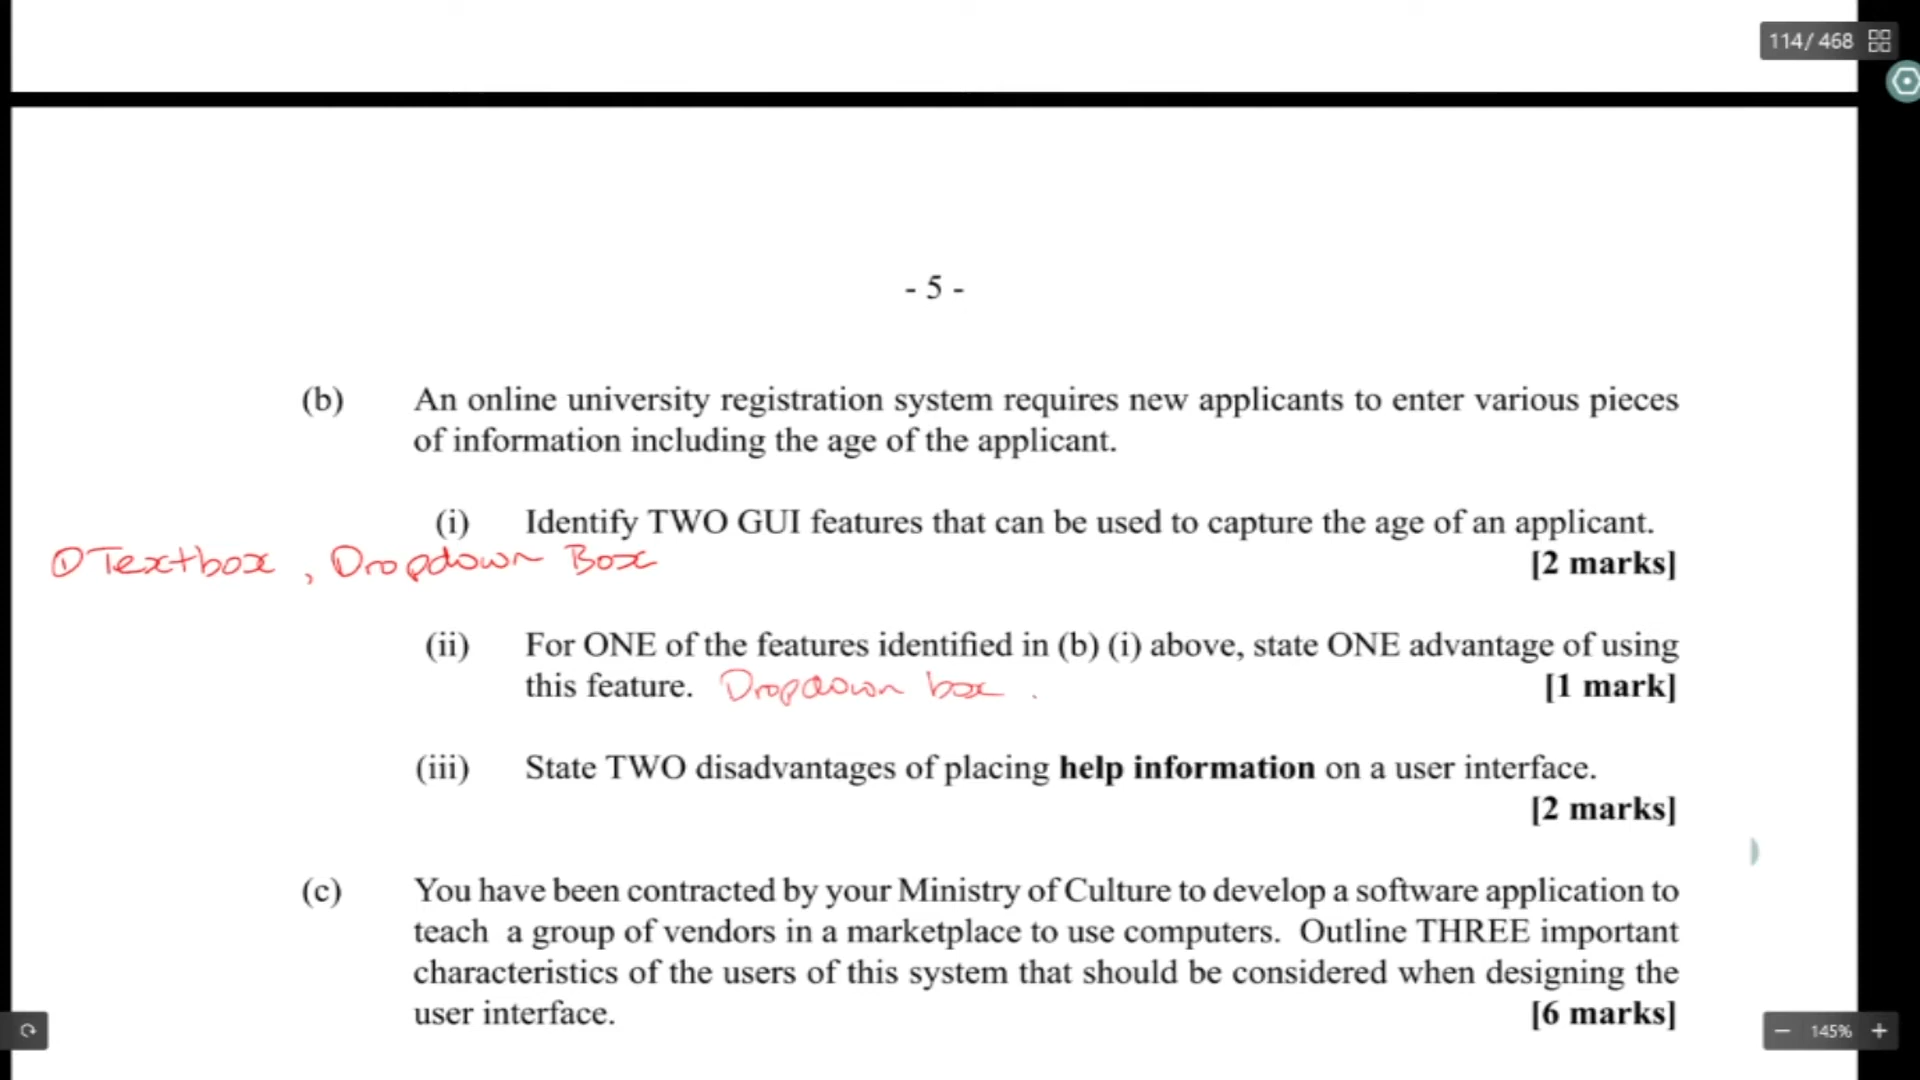 114/ 468
- 5 -
(b) An online university registration system requires new applicants to enter various pieces
of information including the age of the applicant.
(i) Identify TWO GUI features that can be used to capture the age of an applicant.
① Textbox , Dropdown Box [2 marks]
(ii) For ONE of the features identified in (b) (i) above, state ONE advantage of using
this feature. Dropdown box . [1 mark]
(iii) State TWO disadvantages of placing help information on a user interface.
[2 marks]
(c) You have been contracted by your Ministry of Culture to develop a software application to
teach a group of vendors in a marketplace to use computers. Outline THREE important
characteristics of the users of this system that should be considered when designing the
user interface. [6 marks]
− 145% +